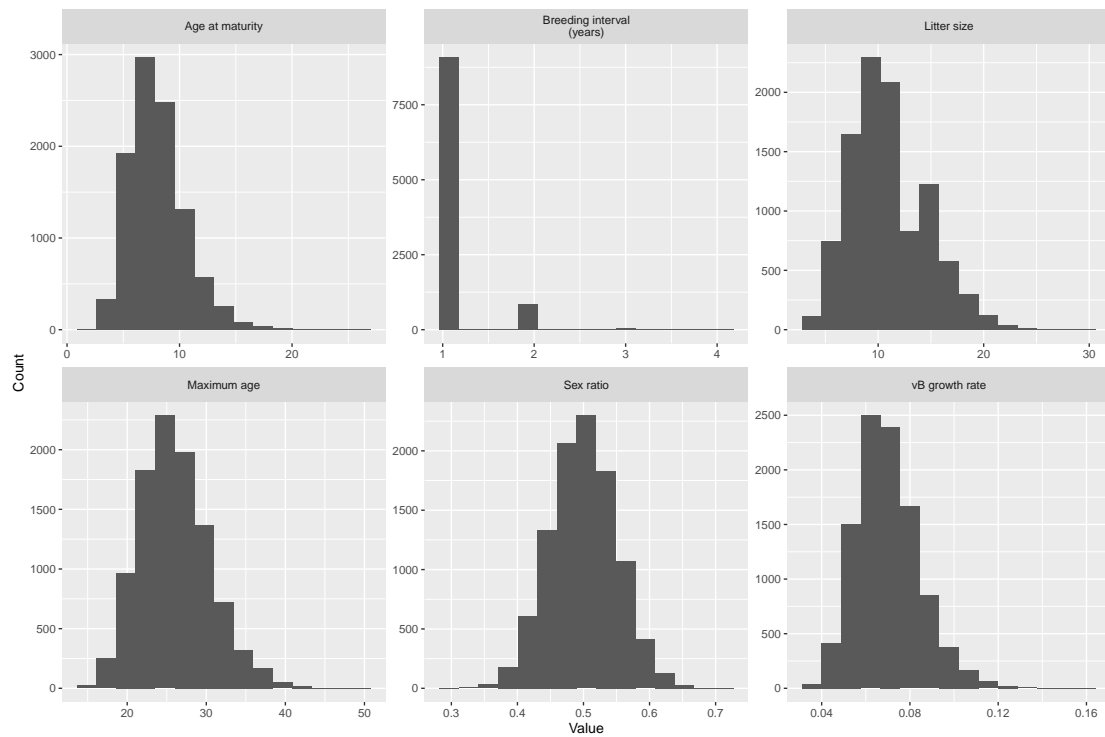 Age at maturity
Breeding interval
(years)
Litter size
3000
2000
1000
0
0 10 20
7500
5000
2500
0
1 2 3 4
2000
1500
1000
500
0
10 20 30
Count
Maximum age
Sex ratio
vB growth rate
2000
1500
1000
500
0
20 30 40 50
2000
1500
1000
500
0
0.3 0.4 0.5 0.6 0.7
2500
2000
1500
1000
500
0
0.04 0.08 0.12 0.16
Value